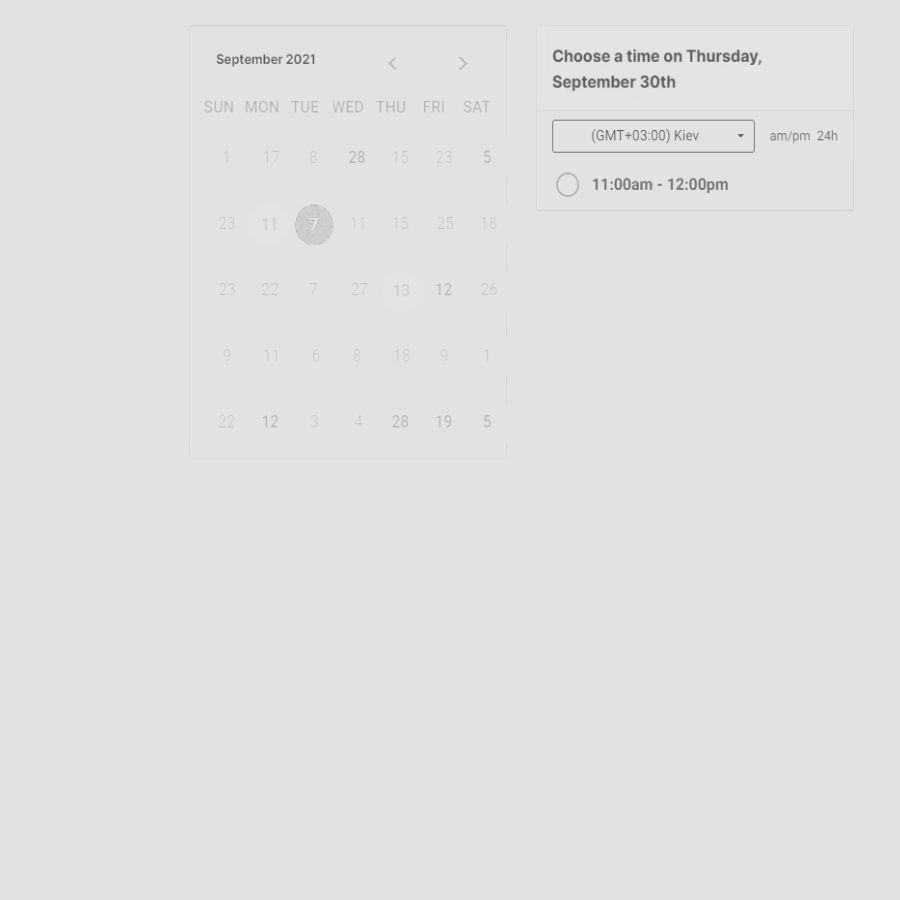 September 2021
SUN MON TUE WED THU FRI SAT
1 17 8 28 15 23 5
23 11 7 11 15 25 18
23 22 7 27 13 12 26
9 11 6 8 18 9 1
22 12 3 4 28 19 5
Choose a time on Thursday,
September 30th
(GMT+03:00) Kiev am/pm 24h
11:00am - 12:00pm